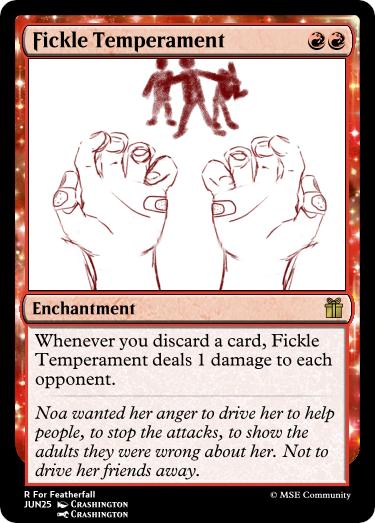 Fickle Temperament
Enchantment
Whenever you discard a card, Fickle
Temperament deals 1 damage to each
opponent.
Noa wanted her anger to drive her to help
people, to stop the attacks, to show the
adults they were wrong about her. Not to
drive her friends away.
R For Featherfall
JUN25 Crashington
Crashington
© MSE Community